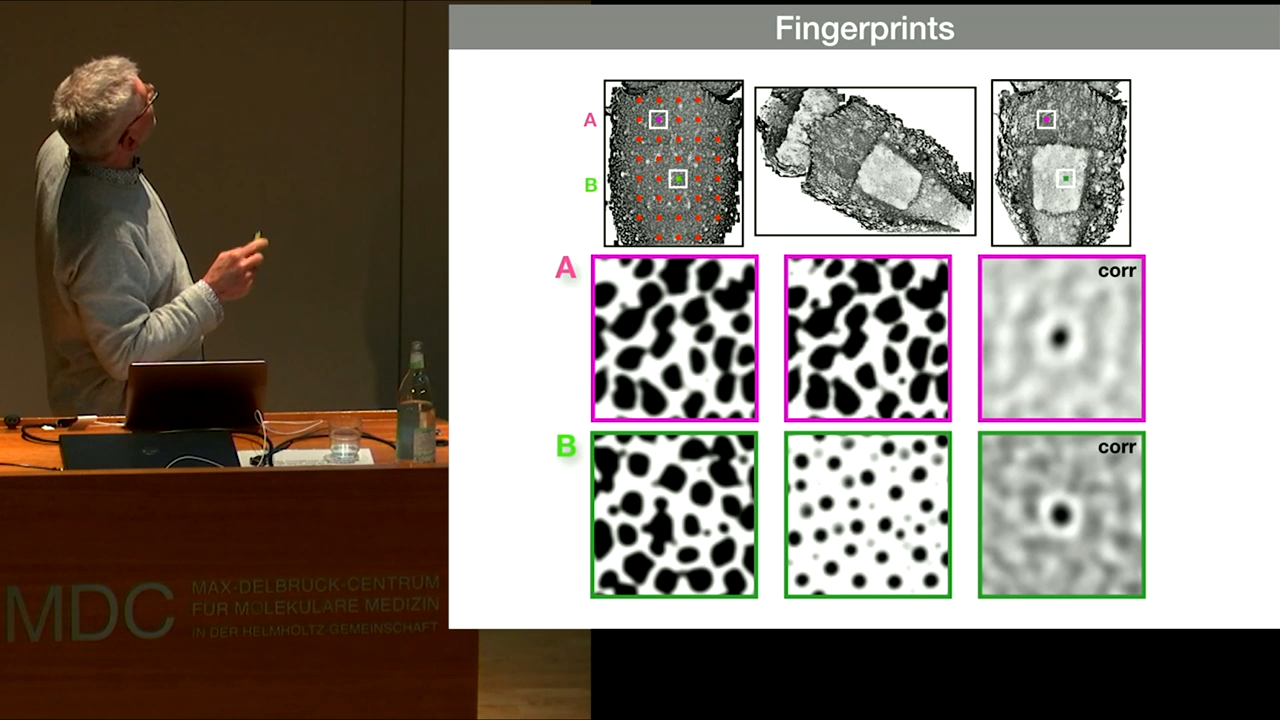 Fingerprints
A
B
A
corr
B
corr
MDC
MAX-DELBRÜCK-CENTRUM
FÜR MOLEKULARE MEDIZIN
IN DER HELMHOLTZ-GEMEINSCHAFT